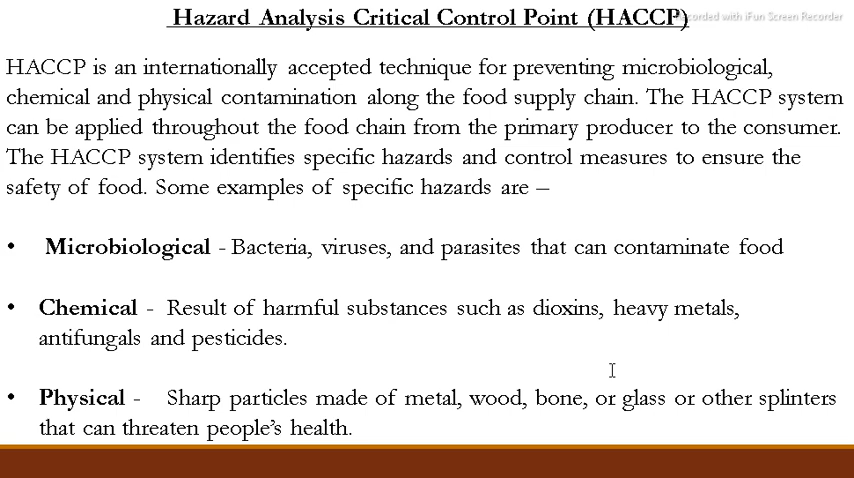 Hazard Analysis Critical Control Point (HACCP)
Recorded with iFun Screen Recorder
HACCP is an internationally accepted technique for preventing microbiological,
chemical and physical contamination along the food supply chain. The HACCP system
can be applied throughout the food chain from the primary producer to the consumer.
The HACCP system identifies specific hazards and control measures to ensure the
safety of food. Some examples of specific hazards are –
• Microbiological - Bacteria, viruses, and parasites that can contaminate food
• Chemical - Result of harmful substances such as dioxins, heavy metals,
antifungals and pesticides.
• Physical - Sharp particles made of metal, wood, bone, or glass or other splinters
that can threaten people’s health.